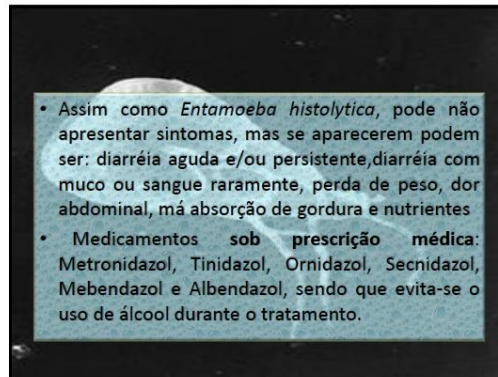 • Assim como Entamoeba histolytica, pode não
apresentar sintomas, mas se aparecerem podem
ser: diarréia aguda e/ou persistente,diarréia com
muco ou sangue raramente, perda de peso, dor
abdominal, má absorção de gordura e nutrientes
• Medicamentos sob prescrição médica:
Metronidazol, Tinidazol, Ornidazol, Secnidazol,
Mebendazol e Albendazol, sendo que evita-se o
uso de álcool durante o tratamento.